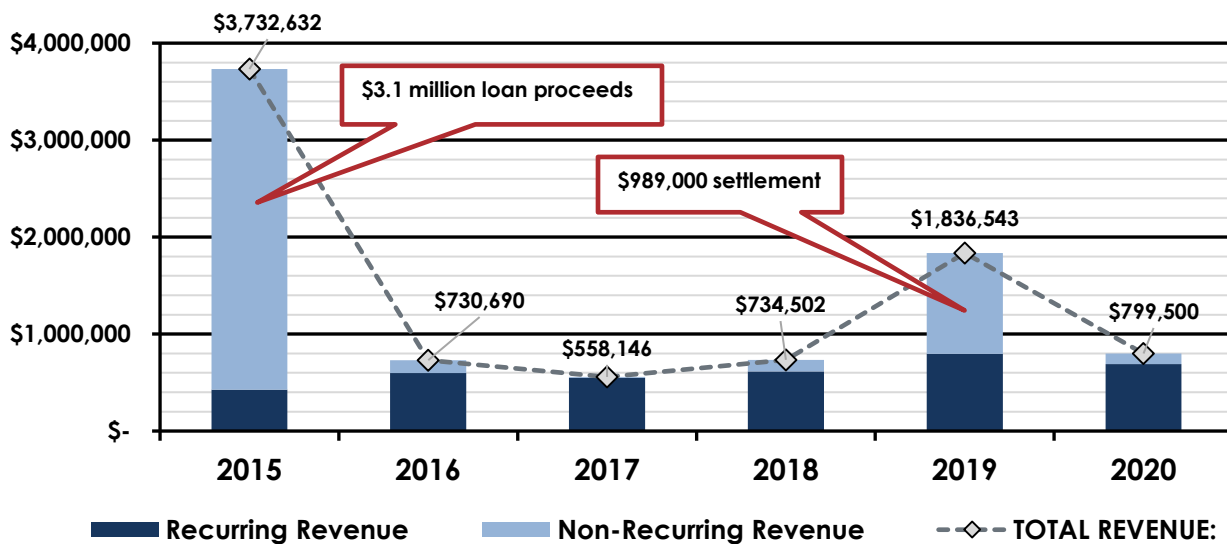 $3,732,632
$4,000,000
$3.1 million loan proceeds
$3,000,000
$989,000 settlement
$2,000,000
$1,836,543
$730,690
$734,502
$799,500
$1,000,000
$558,146
$-
2015 2016 2017 2018 2019 2020
Recurring Revenue Non-Recurring Revenue TOTAL REVENUE: